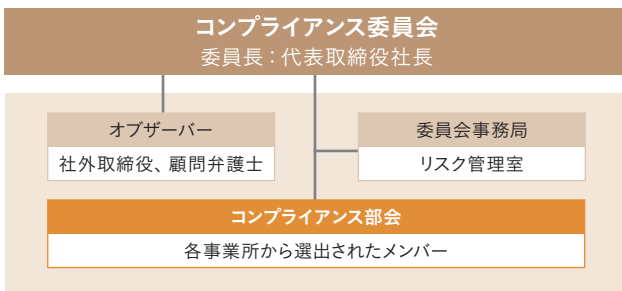 コンプライアンス委員会
委員長：代表取締役社長
オブザーバー
社外取締役、顧問弁護士
委員会事務局
リスク管理室
コンプライアンス部会
各事業所から選出されたメンバー